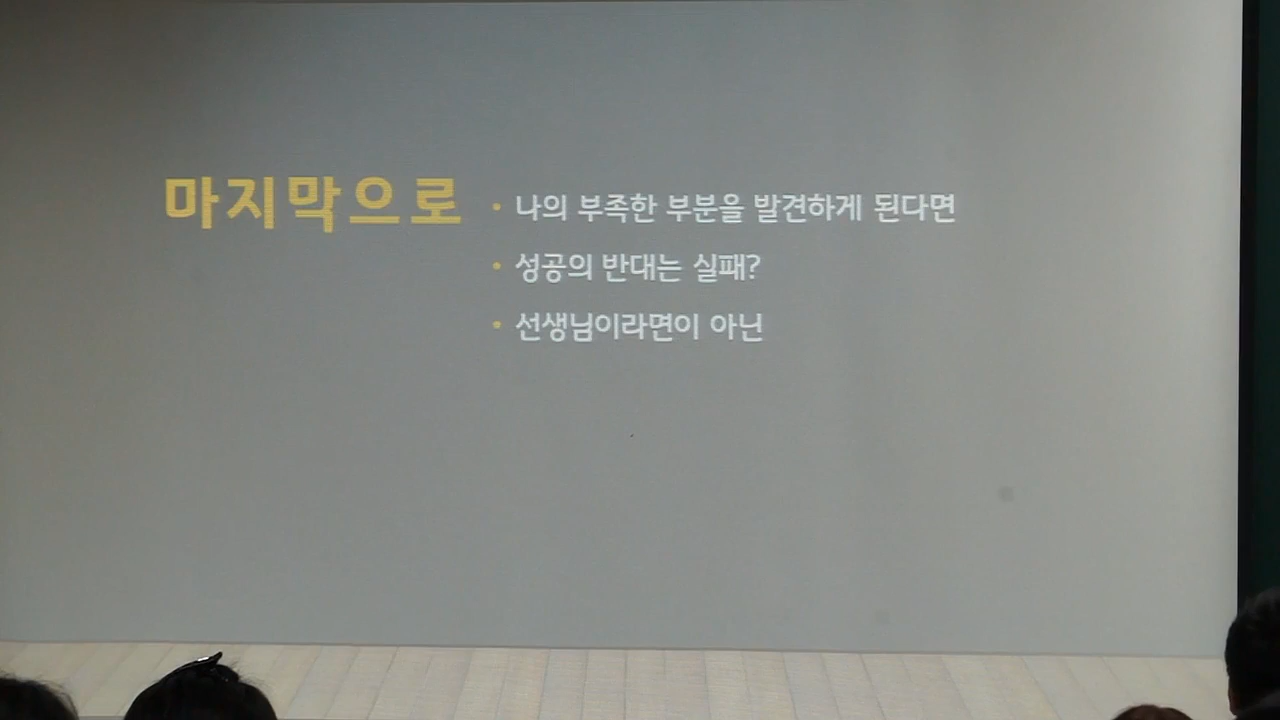 마지막으로
나의 부족한 부분을 발견하게 된다면
성공의 반대는 실패?
선생님이라면이 아닌